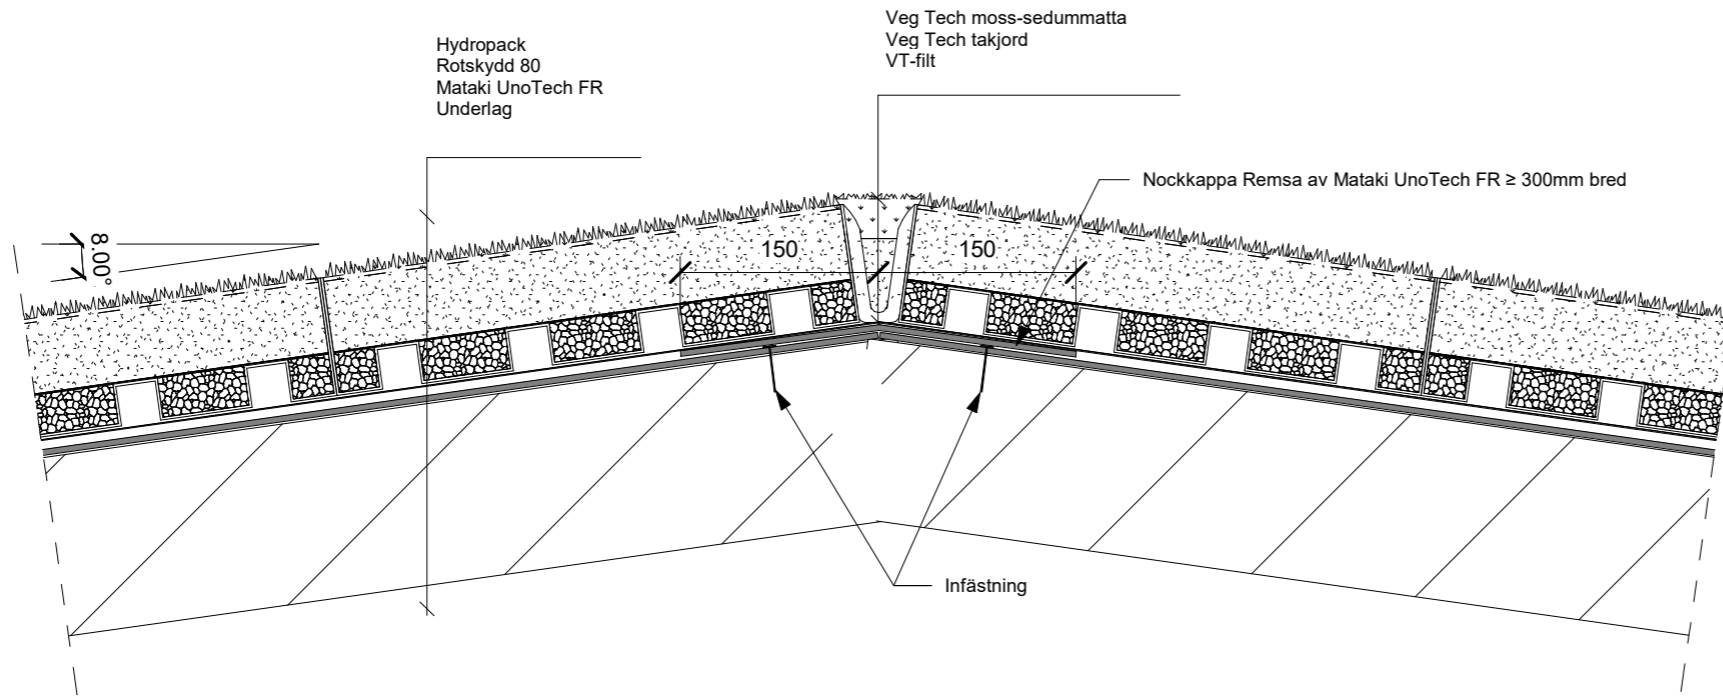 Veg Tech moss-sedummatta
Veg Tech takjord
VT-filt
Hydropack
Rotskydd 80
Mataki UnoTech FR
Underlag
Nockkappa Remsa av Mataki UnoTech FR ≥ 300mm bred
8.00°
150
150
Infästning